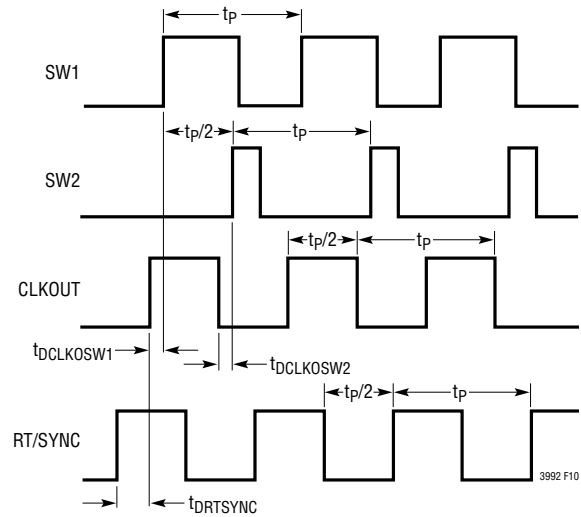 tP
SW1
tP/2
tP
SW2
tP/2
tP
CLKOUT
tDCLKOSW1
tDCLKOSW2
tP/2
tP
RT/SYNC
3992 F10
tDRTSYNC